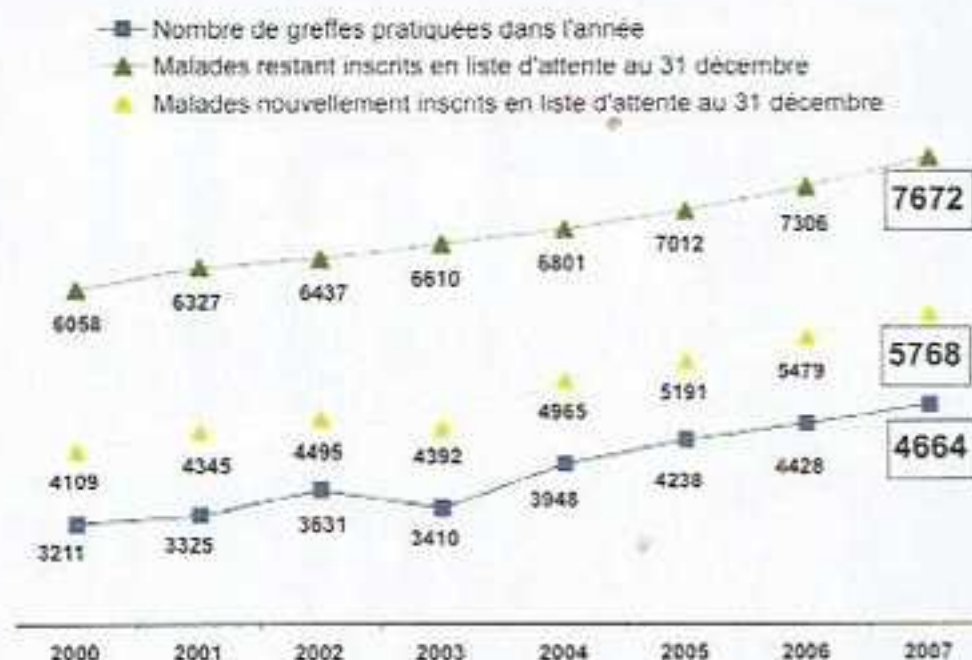 Nombre de greffes pratiquées dans l'année
Malades restant inscrits en liste d'attente au 31 décembre
Malades nouvellement inscrits en liste d'attente au 31 décembre
6058 6327 6437 6610 6801 7012 7306 7672
4109 4345 4495 4392 4965 5191 5479 5768
3211 3325 3631 3410 3948 4238 4428 4664
2000 2001 2002 2003 2004 2005 2006 2007